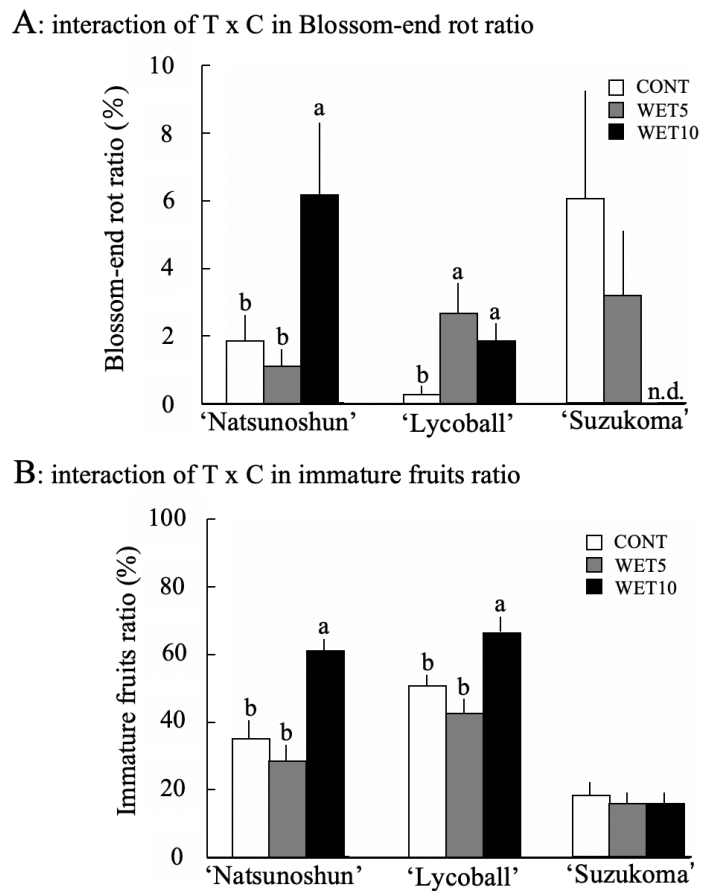 A: interaction of T x C in Blossom-end rot ratio
Blossom-end rot ratio (%)
10
8
6
4
2
0
CONT
WET5
WET10
b
b
a
b
a
a
n.d.
‘Natsunoshun’
‘Lycoball’
‘Suzukoma’
B: interaction of T x C in immature fruits ratio
Immature fruits ratio (%)
100
80
60
40
20
0
CONT
WET5
WET10
b
b
a
b
b
a
‘Natsunoshun’
‘Lycoball’
‘Suzukoma’